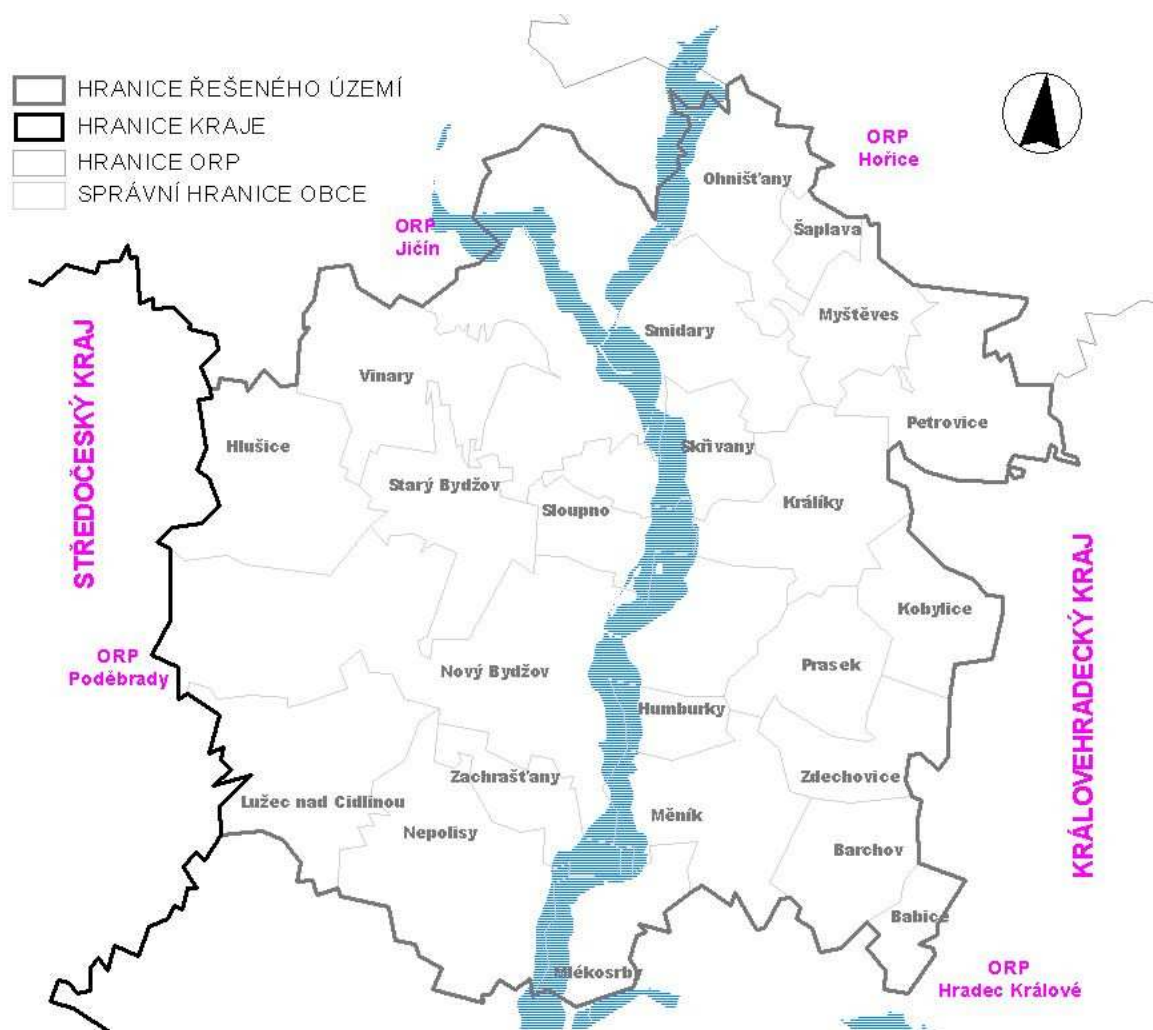 HRANICE ŘEŠENÉHO ÚZEMÍ
HRANICE KRAJE
HRANICE ORP
SPRÁVNÍ HRANICE OBCE
ORP
Hořice
Ohnišťany
Šaplava
ORP
Jičín
Myštěves
Smidary
STŘEDOČESKÝ KRAJ
Vinary
Petrovice
Hlušice
Skřivany
Starý Bydžov
Sloupno
Králíky
KRÁLOVEHRADECKÝ KRAJ
Kobylice
ORP
Poděbrady
Nový Bydžov
Prasek
Humburky
Zachrašťany
Zdechovice
Lužec nad Cidlinou
Měník
Nepolisy
Barchov
Babice
Mlékosrby
ORP
Hradec Králové